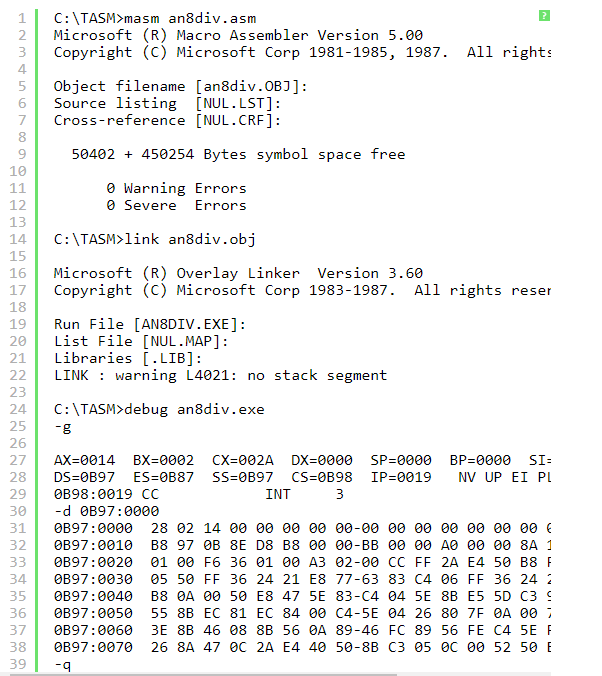 1 C:\TASM>masm an8div.asm
2 Microsoft (R) Macro Assembler Version 5.00
3 Copyright (C) Microsoft Corp 1981-1985, 1987.  All rights
4
5 Object filename [an8div.OBJ]:
6 Source listing  [NUL.LST]:
7 Cross-reference [NUL.CRF]:
8
9   50402 + 450254 Bytes symbol space free
10
11       0 Warning Errors
12       0 Severe  Errors
13
14 C:\TASM>link an8div.obj
15
16 Microsoft (R) Overlay Linker  Version 3.60
17 Copyright (C) Microsoft Corp 1983-1987.  All rights reser
18
19 Run File [AN8DIV.EXE]:
20 List File [NUL.MAP]:
21 Libraries [.LIB]:
22 LINK : warning L4021: no stack segment
23
24 C:\TASM>debug an8div.exe
25 -g
26
27 AX=0014  BX=0002  CX=002A  DX=0000  SP=0000  BP=0000  SI=
28 DS=0B97  ES=0B87  SS=0B97  CS=0B98  IP=0019   NV UP EI PL
29 0B98:0019 CC            INT     3
30 -d 0B97:0000
31 0B97:0000  28 02 14 00 00 00 00 00-00 00 00 00 00 00 00
32 0B97:0010  B8 97 0B 8E D8 B8 00 00-BB 00 00 A0 00 00 8A 1
33 0B97:0020  01 00 F6 36 01 00 A3 02-00 CC FF 2A E4 50 B8
34 0B97:0030  05 50 FF 36 24 21 E8 77-63 83 C4 06 FF 36 24 2
35 0B97:0040  B8 0A 00 50 E8 47 5E 83-C4 04 5E 8B E5 5D C3 9
36 0B97:0050  55 8B EC 81 EC 84 00 C4-5E 04 26 80 7F 0A 00 7
37 0B97:0060  3E 8B 46 08 8B 56 0A 89-46 FC 89 56 FE C4 5E
38 0B97:0070  26 8A 47 0C 2A E4 40 50-8B C3 05 0C 00 52 50
39 -q
?